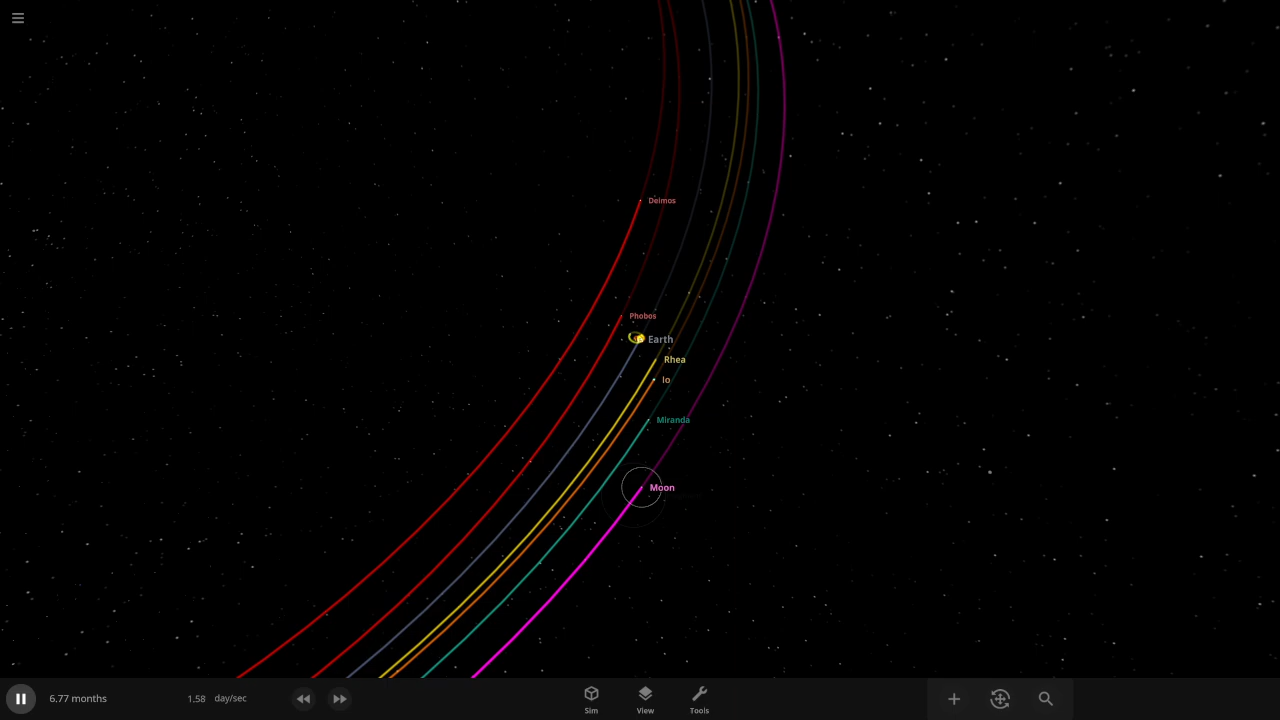 Deimos
Phobos
Earth
Rhea
Io
Miranda
Moon
6.77 months
1.58 day/sec
Sim
View
Tools